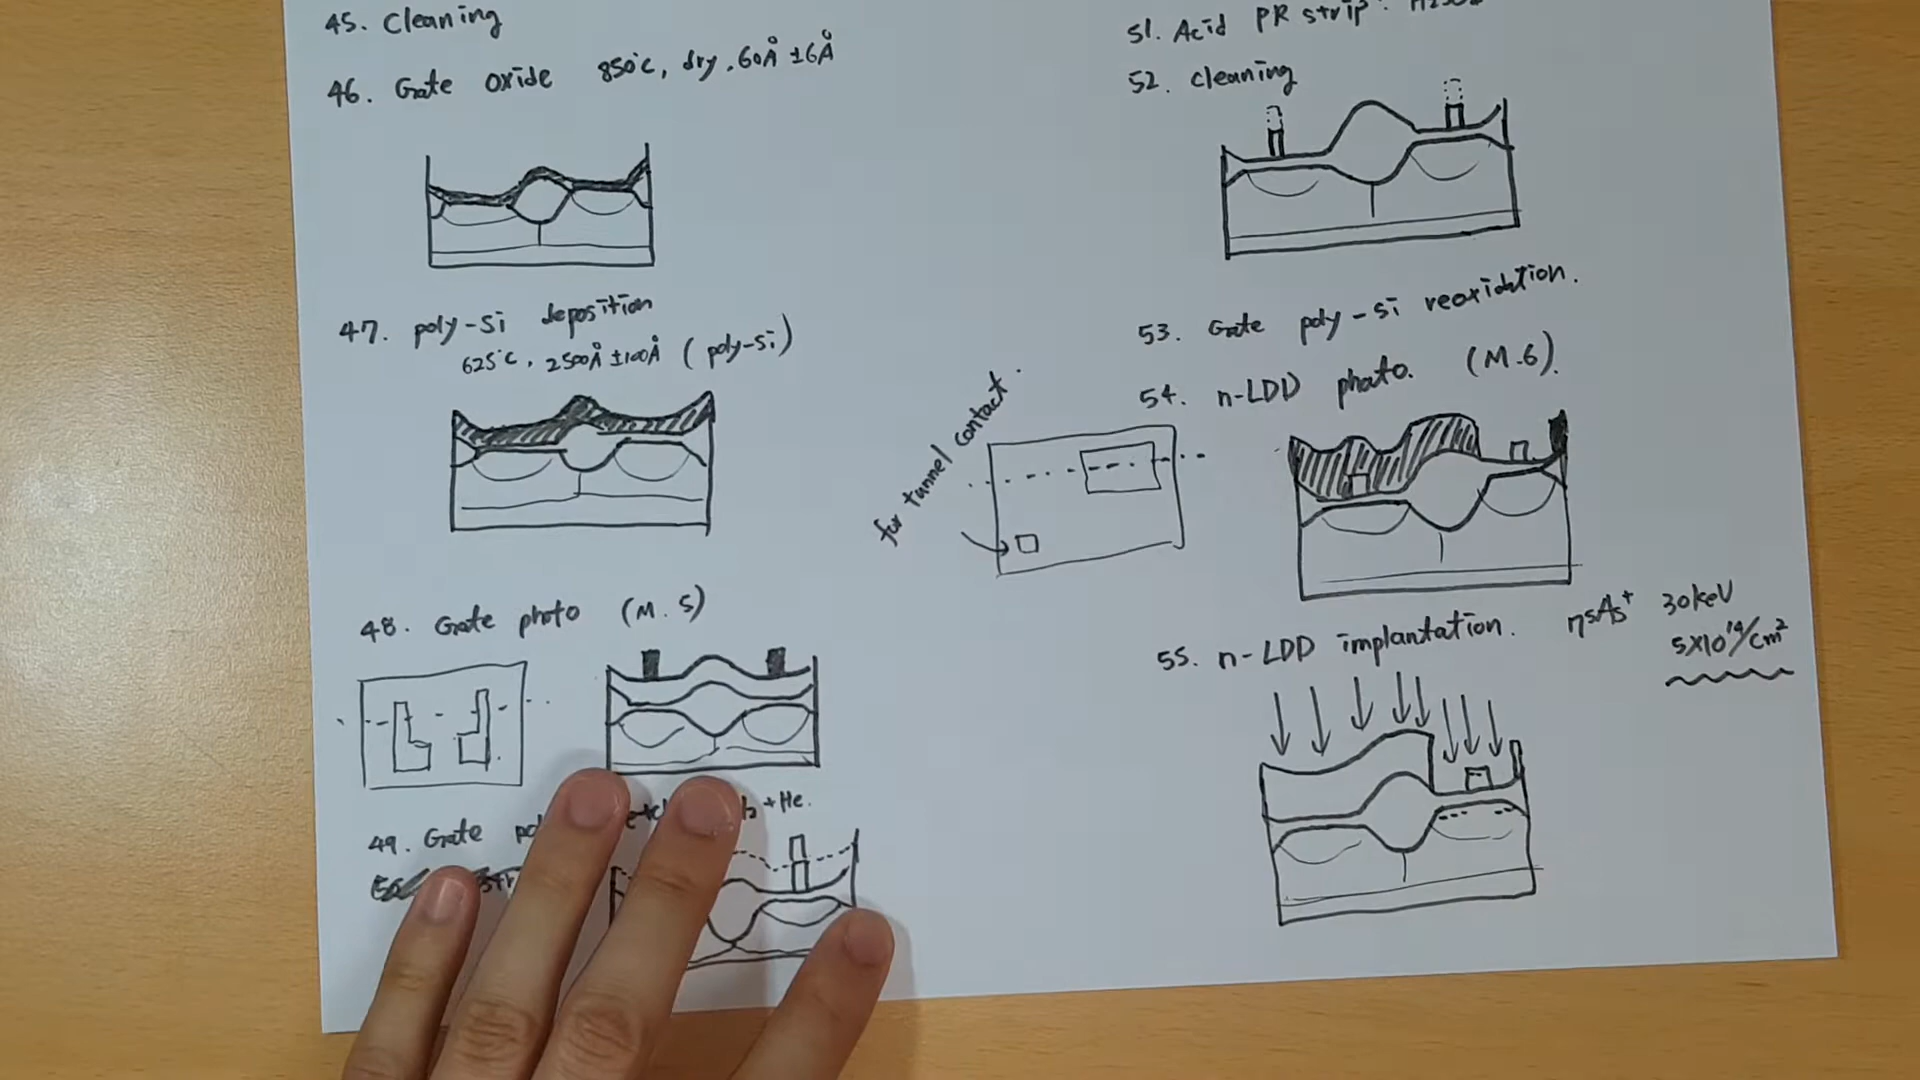 45. Cleaning
46. Gate oxide 850°C, dry. 60Å ±6Å
47. poly-Si deposition
625°C, 2500Å ±100Å (poly-Si)
48. Gate photo (M.5)
49. Gate +He.
51. Acid PR strip:
52. cleaning
53. Gate poly-si reoxidation.
54. n-LDD photo. (M.6).
for tunnel contact.
55. n-LDD implantation. 75As+ 30keV
5×10¹⁴/cm²